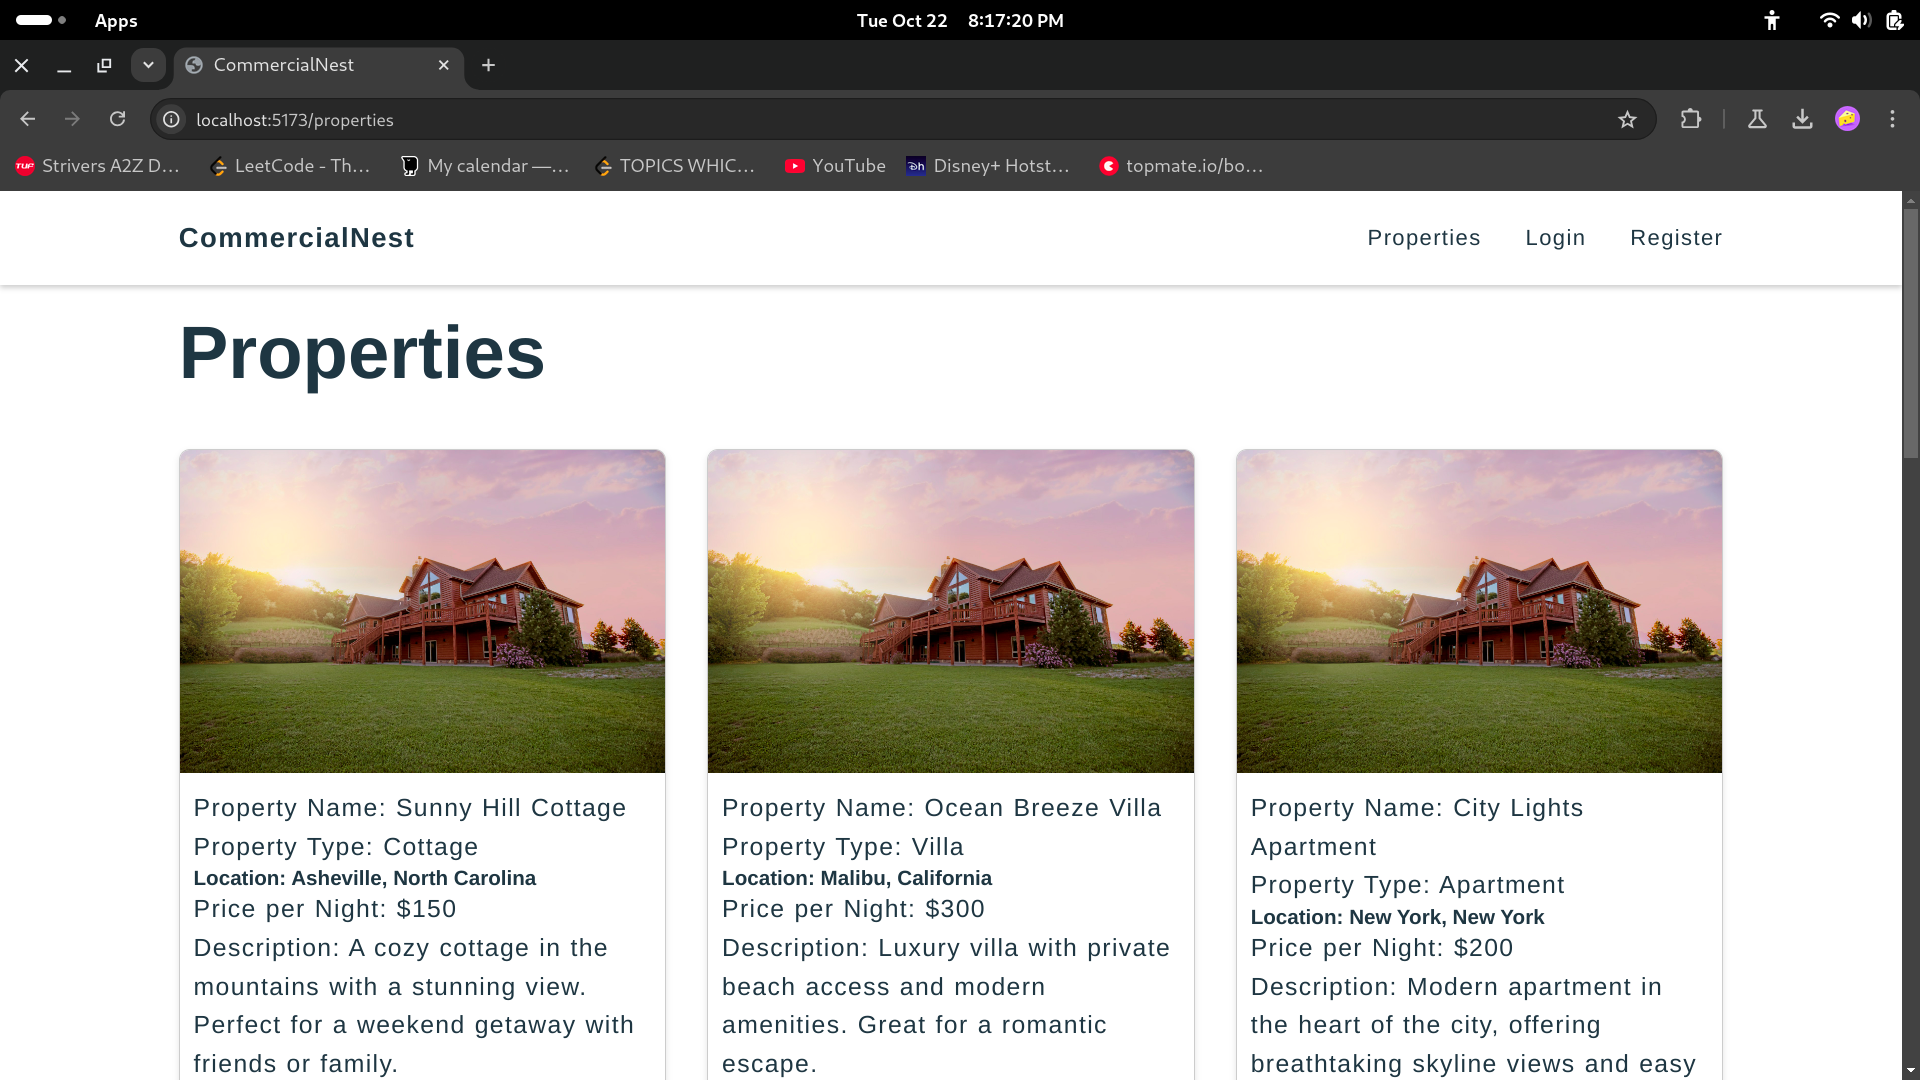 Apps
Tue Oct 22 8:17:20 PM
CommercialNest
localhost:5173/properties
Strivers A2Z D...
LeetCode - Th...
My calendar —...
TOPICS WHIC...
YouTube
Disney+ Hotst...
topmate.io/bo...
CommercialNest
Properties
Login
Register
Properties
Property Name: Sunny Hill Cottage
Property Type: Cottage
Location: Asheville, North Carolina
Price per Night: $150
Description: A cozy cottage in the
mountains with a stunning view.
Perfect for a weekend getaway with
friends or family.
Property Name: Ocean Breeze Villa
Property Type: Villa
Location: Malibu, California
Price per Night: $300
Description: Luxury villa with private
beach access and modern
amenities. Great for a romantic
escape.
Property Name: City Lights
Apartment
Property Type: Apartment
Location: New York, New York
Price per Night: $200
Description: Modern apartment in
the heart of the city, offering
breathtaking skyline views and easy